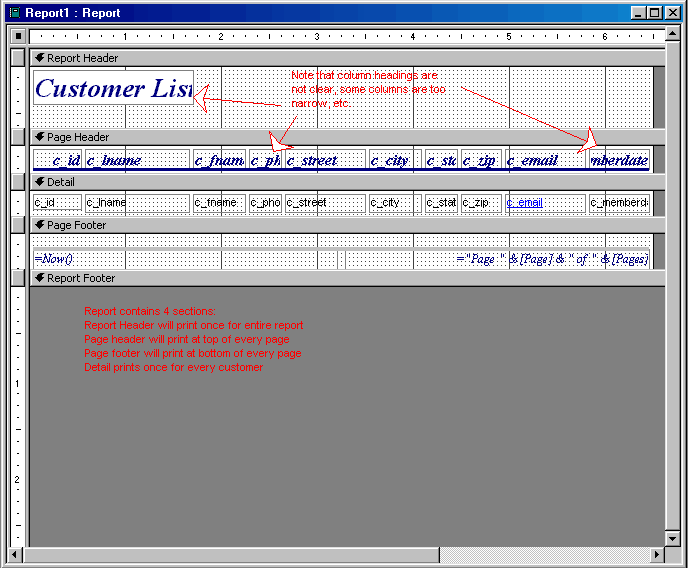 Report1 : Report
1 2 3 4 5 6
Report Header
Customer List
Note that column headings are
not clear, some columns are too
narrow, etc.
Page Header
c_id c_lname c_fnam c_ph c_street c_city c_sta c_zip c_email mberdate
Detail
c_id c_lname c_fname c_pho c_street c_city c_stat c_zip c_email c_memberd
Page Footer
=Now() ="Page " & [Page] & " of " & [Pages]
Report Footer
Report contains 4 sections:
Report Header will print once for entire report
Page header will print at top of every page
Page footer will print at bottom of every page
Detail prints once for every customer
1
2